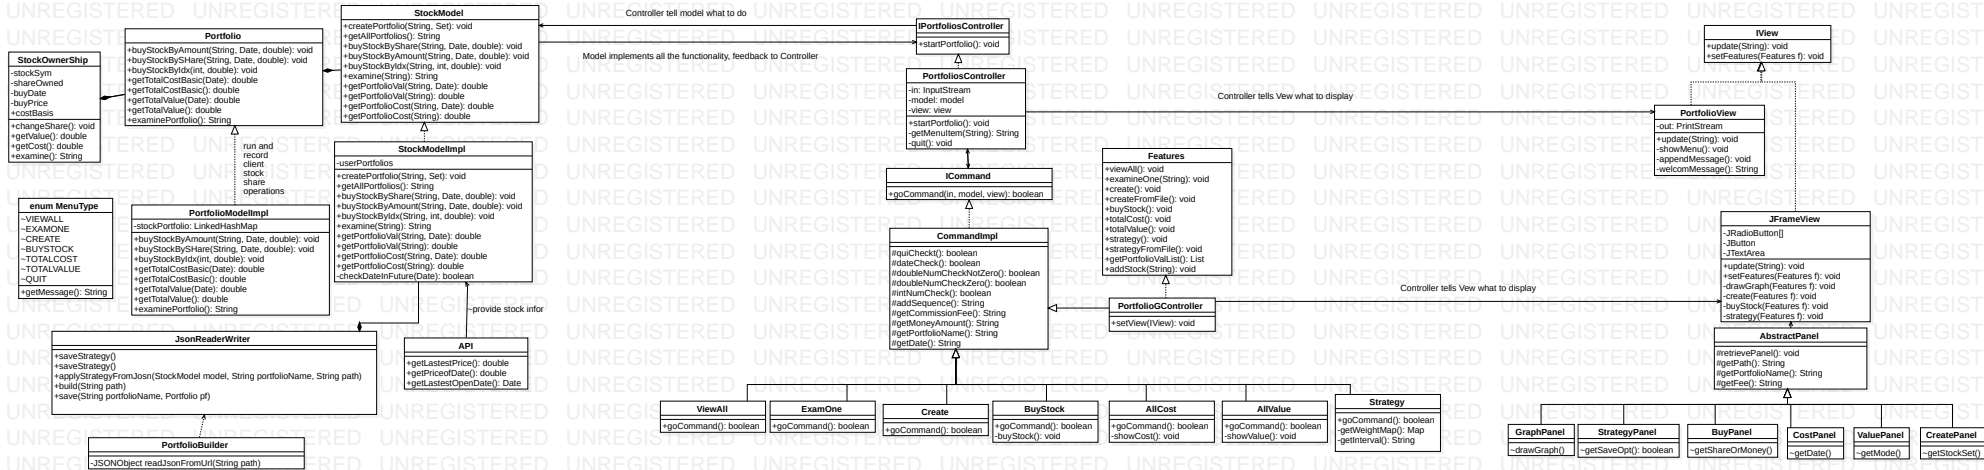 StockOwnerShip
-stockSym
-shareOwned
-buyDate
-buyPrice
+costBasis
+changeShare(): void
+getValue(): double
+getCost(): double
+examine(): String
Portfolio
+buyStockByAmount(String, Date, double): void
+buyStockBySHare(String, Date, double): void
+buyStockByIdx(int, double): void
+getTotalCostBasic(Date): double
+getTotalCostBasic(): double
+getTotalValue(Date): double
+getTotalValue(): double
+examinePortfolio(): String
StockModel
+createPortfolio(String, Set): void
+getAllPortfolios(): String
+buyStockByShare(String, Date, double): void
+buyStockByAmount(String, Date, double): void
+buyStockByIdx(String, int, double): void
+examine(String): String
+getPortfolioVal(String, Date): double
+getPortfolioVal(String): double
+getPortfolioCost(String, Date): double
+getPortfolioCost(String): double
Controller tell model what to do
Model implements all the functionality, feedback to Controller
IPortfoliosController
+startPortfolio(): void
PortfoliosController
-in: InputStream
-model: model
-view: view
+startPortfolio(): void
-getMenuItem(String): String
-quit(): void
Controller tells Vew what to display
IView
+update(String): void
+setFeatures(Features f): void
PortfolioView
-out: PrintStream
+update(String): void
-showMenu(): void
-appendMessage(): void
-welcomMessage(): String
run and
record
client
stock
share
operations
enum MenuType
~VIEWALL
~EXAMONE
~CREATE
~BUYSTOCK
~TOTALCOST
~TOTALVALUE
~QUIT
+getMessage(): String
PortfolioModelImpl
-stockPortfolio: LinkedHashMap
+buyStockByAmount(String, Date, double): void
+buyStockBySHare(String, Date, double): void
+buyStockByIdx(int, double): void
+getTotalCostBasic(Date): double
+getTotalCostBasic(): double
+getTotalValue(Date): double
+getTotalValue(): double
+examinePortfolio(): String
StockModelImpl
-userPortfolios
+createPortfolio(String, Set): void
+getAllPortfolios(): String
+buyStockByShare(String, Date, double): void
+buyStockByAmount(String, Date, double): void
+buyStockByIdx(String, int, double): void
+examine(String): String
+getPortfolioVal(String, Date): double
+getPortfolioVal(String): double
+getPortfolioCost(String, Date): double
+getPortfolioCost(String): double
-checkDateInFuture(Date): boolean
~provide stock infor
API
+getLastestPrice(): double
+getPriceofDate(): double
+getLastestOpenDate(): Date
JsonReaderWriter
+saveStrategy()
+saveStrategy()
+applyStrategyFromJosn(StockModel model, String portfolioName, String path)
+build(String path)
+save(String portfolioName, Portfolio pf)
PortfolioBuilder
-JSONObject readJsonFromUrl(String path)
ICommand
+goCommand(in, model, view): boolean
CommandImpl
#quiCheckt(): boolean
#dateCheck(): boolean
#doubleNumCheckNotZero(): boolean
#doubleNumCheckZero(): boolean
#intNumCheck(): boolean
#addSequence(): String
#getCommissionFee(): String
#getMoneyAmount(): String
#getPortfolioName(): String
#getDate(): String
Features
+viewAll(): void
+examineOne(String): void
+create(): void
+createFromFile(): void
+buyStock(): void
+totalCost(): void
+totalValue(): void
+strategy(): void
+strategyFromFile(): void
+getPortfolioValList(): List
+addStock(String): void
PortfolioGController
+setView(IView): void
Controller tells Vew what to display
JFrameView
-JRadioButton[]
-JButton
-JTextArea
+update(String): void
+setFeatures(Features f): void
-drawGraph(Features f): void
-create(Features f): void
-buyStock(Features f): void
-strategy(Features f): void
AbstractPanel
#retrievePanel(): void
#getPath(): String
#getPortfolioName(): String
#getFee(): String
ViewAll
+goCommand(): boolean
ExamOne
+goCommand(): boolean
Create
+goCommand(): boolean
BuyStock
+goCommand(): boolean
-buyStock(): void
AllCost
+goCommand(): boolean
-showCost(): void
AllValue
+goCommand(): boolean
-showValue(): void
Strategy
+goCommand(): boolean
-getWeightMap(): Map
-getInterval(): String
GraphPanel
~drawGraph()
StrategyPanel
~getSaveOpt(): boolean
BuyPanel
~getShareOrMoney()
CostPanel
~getDate()
ValuePanel
~getMode()
CreatePanel
~getStockSet()
UNREGISTERED